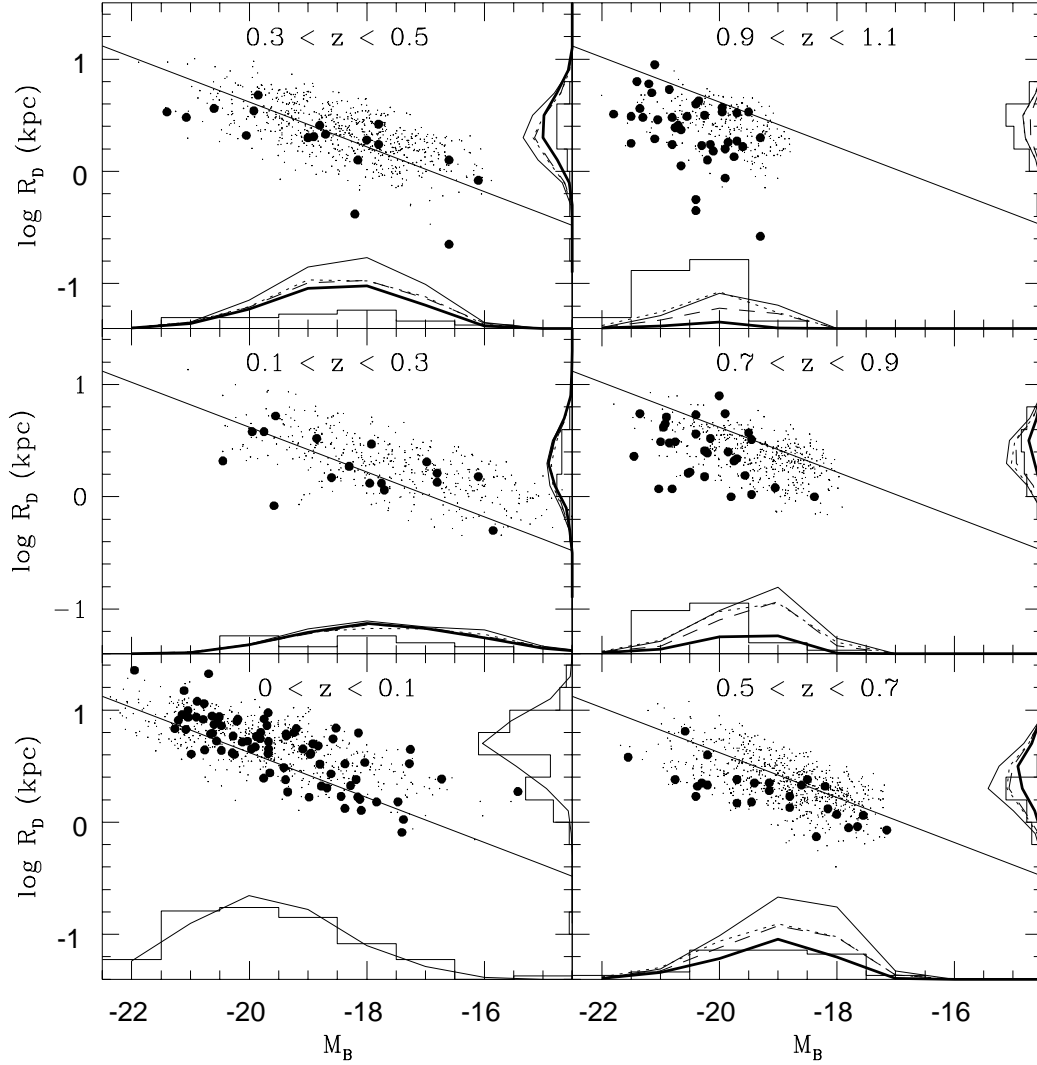 0.3 < z < 0.5
0.9 < z < 1.1
1
0
-1
log R_D (kpc)
0.1 < z < 0.3
0.7 < z < 0.9
1
0
-1
log R_D (kpc)
0 < z < 0.1
0.5 < z < 0.7
1
0
-1
log R_D (kpc)
-22 -20 -18 -16
-22 -20 -18 -16
M_B
M_B